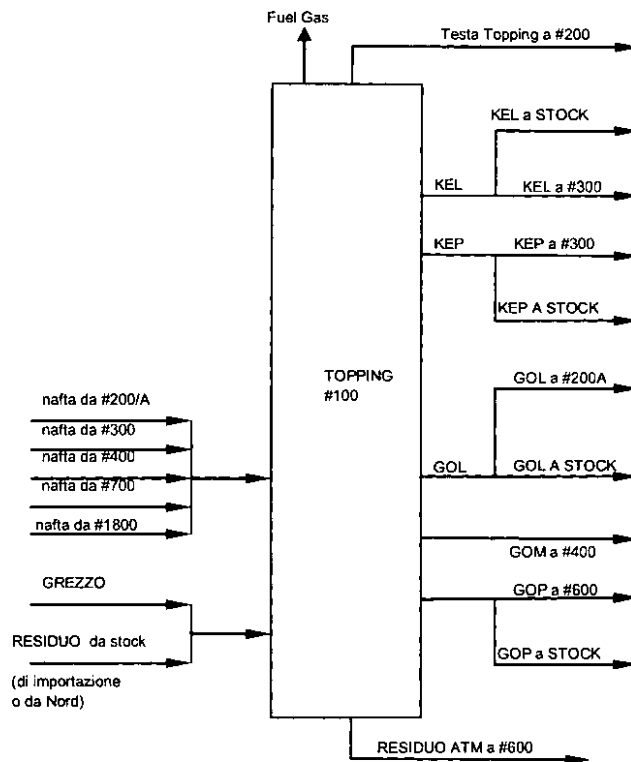 Fuel Gas
Testa Topping a #200
KEL a STOCK
KEL
KEL a #300
KEP
KEP a #300
KEP A STOCK
TOPPING
#100
GOL a #200A
GOL
GOL A STOCK
GOM a #400
GOP a #600
GOP a STOCK
nafta da #200/A
nafta da #300
nafta da #400
nafta da #700
nafta da #1800
GREZZO
RESIDUO da stock
(di importazione
o da Nord)
RESIDUO ATM a #600